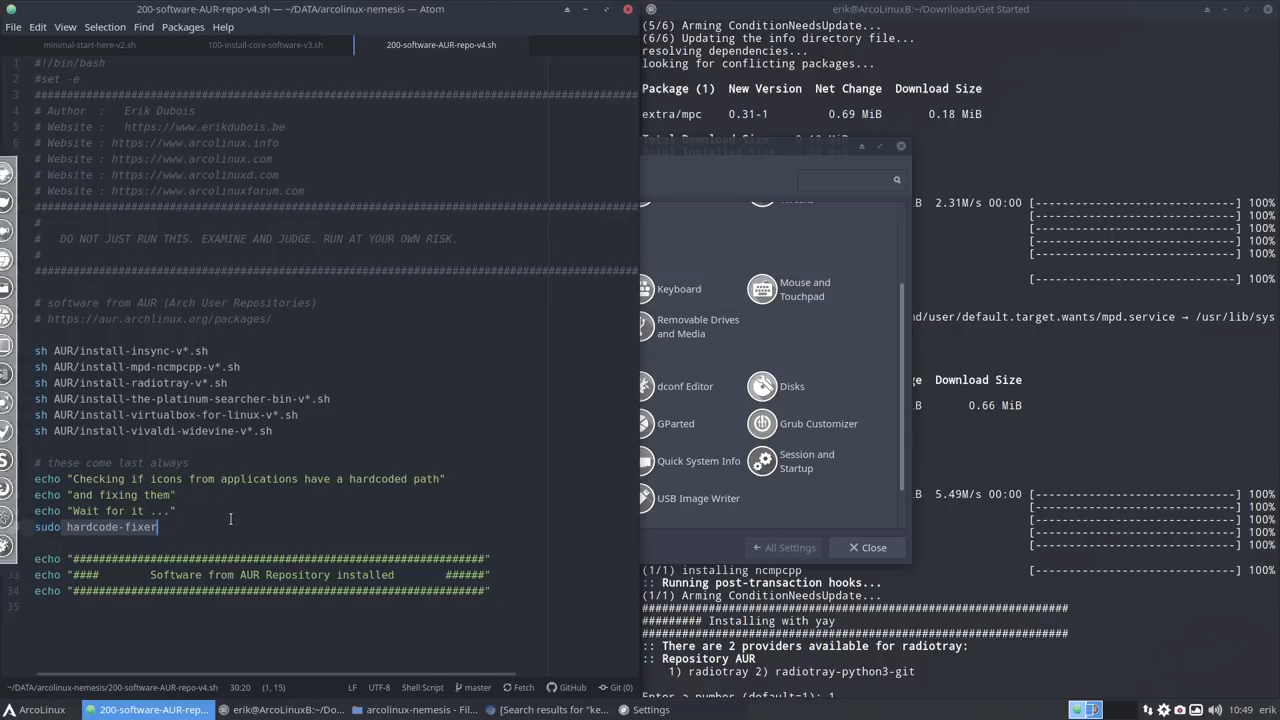 200-software-AUR-repo-v4.sh — ~/DATA/arcolinux-nemesis — Atom
File Edit View Selection Find Packages Help
minimal-start-here-v2.sh 100-install-core-software-v3.sh 200-software-AUR-repo-v4.sh
1 #!/bin/bash
2 #set -e
3 ##################################################################
4 # Author : Erik Dubois
5 # Website : https://www.erikdubois.be
6 # Website : https://www.arcolinux.info
# Website : https://www.arcolinux.com
# Website : https://www.arcolinuxd.com
# Website : https://www.arcolinuxforum.com
##################################################################
#
# DO NOT JUST RUN THIS. EXAMINE AND JUDGE. RUN AT YOUR OWN RISK.
#
##################################################################
# software from AUR (Arch User Repositories)
# https://aur.archlinux.org/packages/
sh AUR/install-insync-v*.sh
sh AUR/install-mpd-ncmpcpp-v*.sh
sh AUR/install-radiotray-v*.sh
sh AUR/install-the-platinum-searcher-bin-v*.sh
sh AUR/install-virtualbox-for-linux-v*.sh
sh AUR/install-vivaldi-widevine-v*.sh
# these come last always
echo "Checking if icons from applications have a hardcoded path"
echo "and fixing them"
echo "Wait for it ..."
sudo hardcode-fixer
echo "################################################################"
33 echo "#### Software from AUR Repository installed ######"
34 echo "################################################################"
35
~/DATA/arcolinux-nemesis/200-software-AUR-repo-v4.sh 30:20 (1, 15) LF UTF-8 Shell Script master Fetch GitHub Git (0)
erik@ArcoLinuxB:~/Downloads/Get Started
(5/6) Arming ConditionNeedsUpdate...
(6/6) Updating the info directory file...
resolving dependencies...
looking for conflicting packages...
Package (1) New Version Net Change Download Size
extra/mpc 0.31-1 0.69 MiB 0.18 MiB
2.31M/s 00:00 [------------------------------] 100%
[------------------------------] 100%
[------------------------------] 100%
[------------------------------] 100%
[------------------------------] 100%
[------------------------------] 100%
md/user/default.target.wants/mpd.service → /usr/lib/sys
Download Size
0.66 MiB
5.49M/s 00:00 [------------------------------] 100%
[------------------------------] 100%
[------------------------------] 100%
[------------------------------] 100%
[------------------------------] 100%
Keyboard
Mouse and Touchpad
Removable Drives and Media
dconf Editor
Disks
GParted
Grub Customizer
Quick System Info
Session and Startup
USB Image Writer
All Settings Close
(1/1) installing ncmpcpp [------------------------------] 100%
:: Running post-transaction hooks...
(1/1) Arming ConditionNeedsUpdate...
################################################################
######### Installing with yay
################################################################
:: There are 2 providers available for radiotray:
:: Repository AUR
1) radiotray 2) radiotray-python3-git
Enter a number (default=1): 1
ArcoLinux 200-software-AUR-rep... erik@ArcoLinuxB:~/Do... arcolinux-nemesis - Fil... [Search results for "ke... Settings 10:49 erik